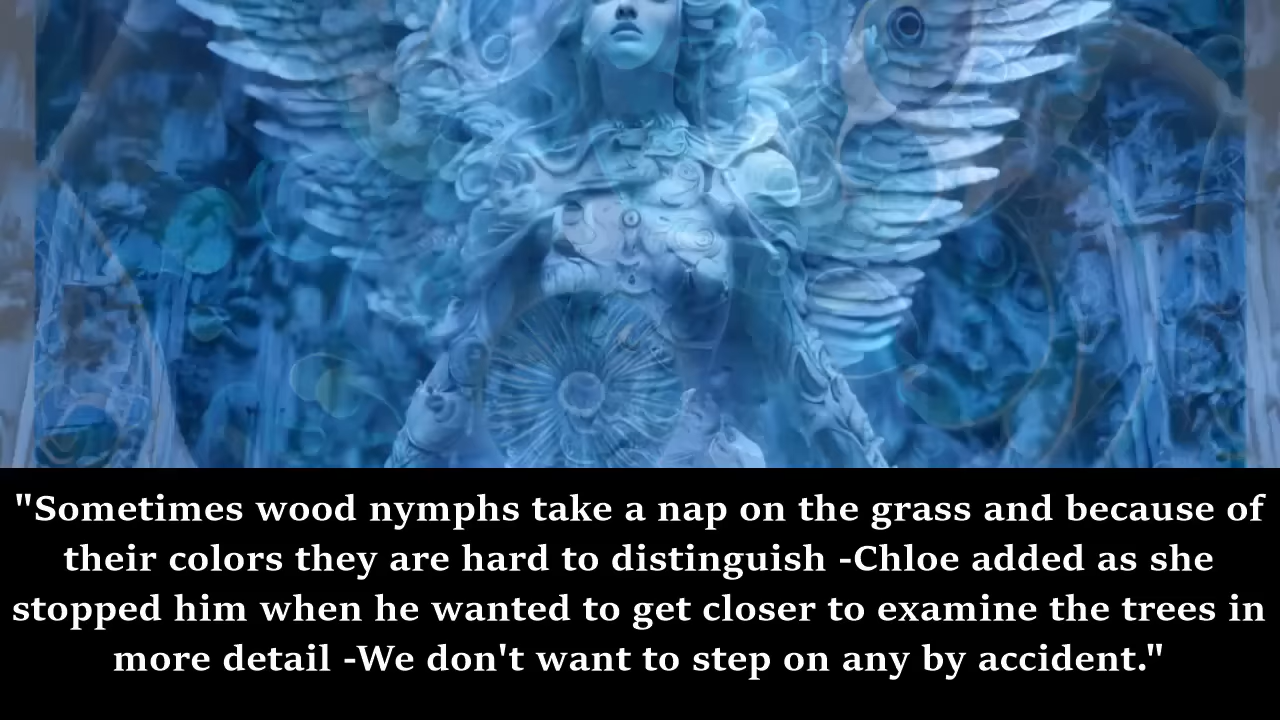 "Sometimes wood nymphs take a nap on the grass and because of
their colors they are hard to distinguish -Chloe added as she
stopped him when he wanted to get closer to examine the trees in
more detail -We don't want to step on any by accident."